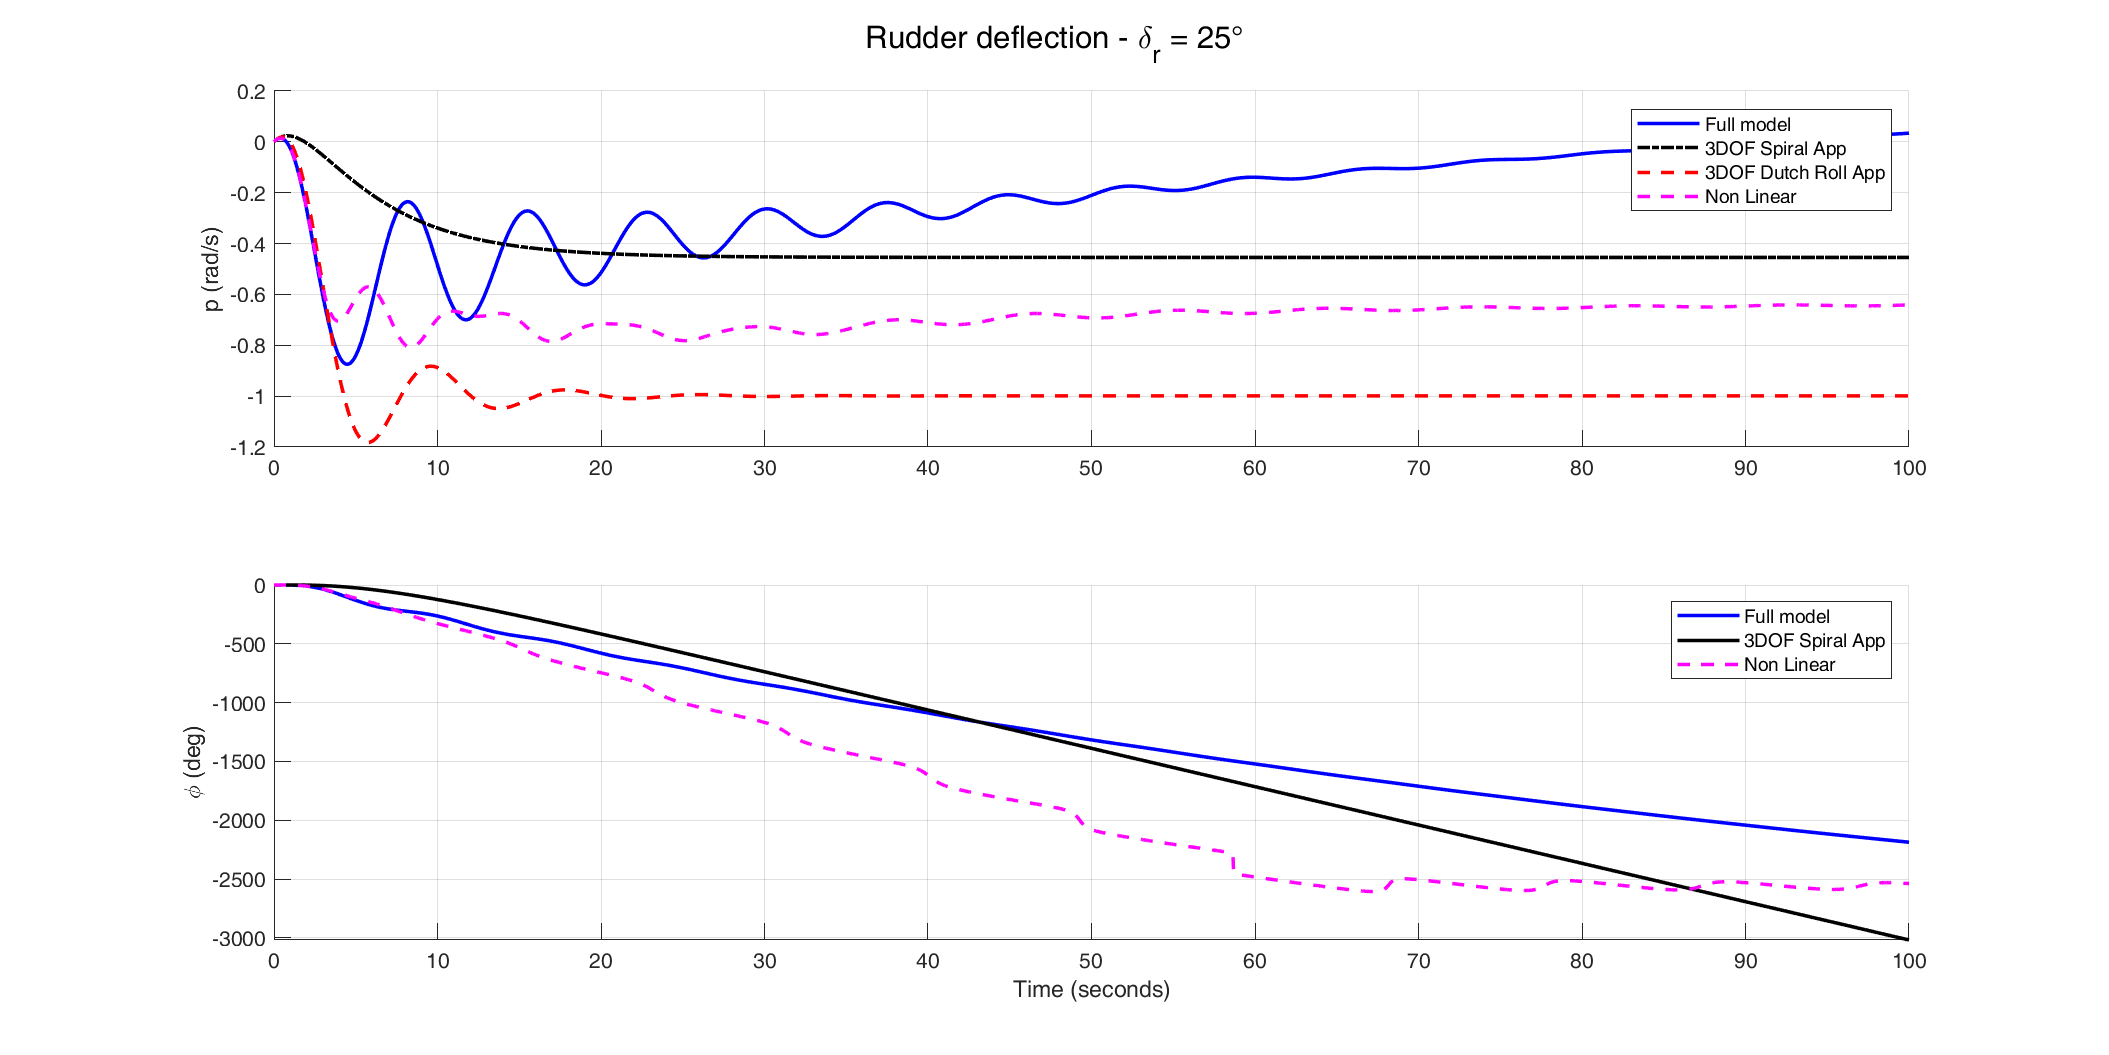 Rudder deflection - δr = 25°
0.2
0
-0.2
-0.4
-0.6
-0.8
-1
-1.2
p (rad/s)
0 10 20 30 40 50 60 70 80 90 100
Full model
3DOF Spiral App
3DOF Dutch Roll App
Non Linear
0
-500
-1000
-1500
-2000
-2500
-3000
ϕ (deg)
0 10 20 30 40 50 60 70 80 90 100
Time (seconds)
Full model
3DOF Spiral App
Non Linear